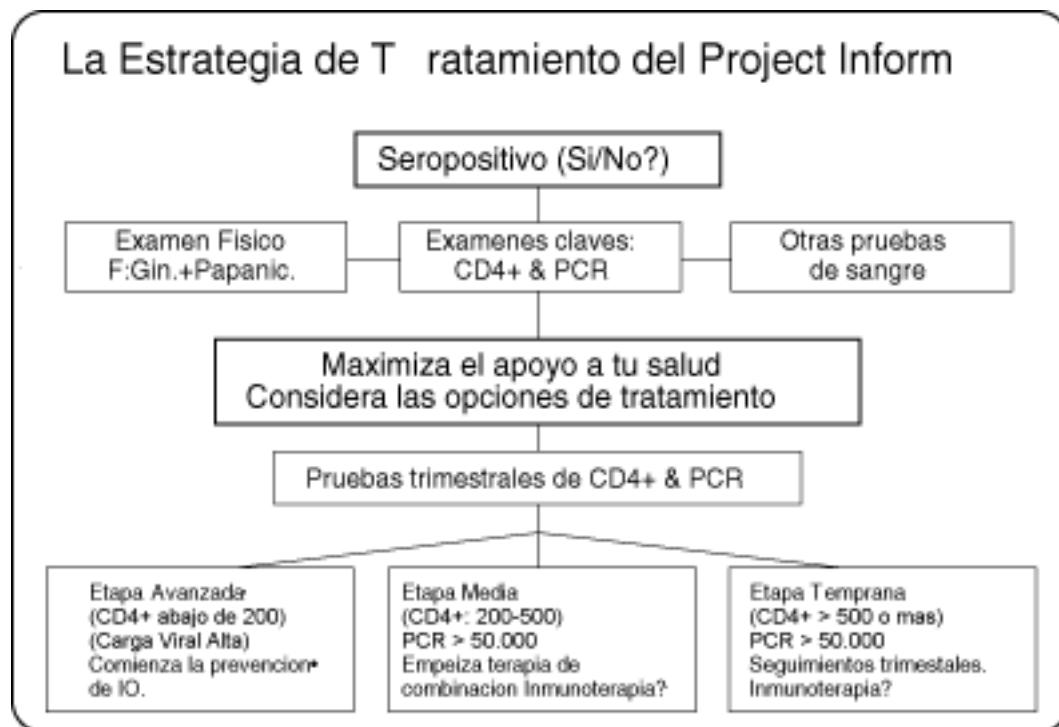 La Estrategia de T ratamiento del Project Inform
Seropositivo (Si/No?)
Examen Fisico
F:Gin.+Papanic.
Examenes claves:
CD4+ & PCR
Otras pruebas
de sangre
Maximiza el apoyo a tu salud
Considera las opciones de tratamiento
Pruebas trimestrales de CD4+ & PCR
Etapa Avanzada
(CD4+ abajo de 200)
(Carga Viral Alta)
Comienza la prevencion
de IO.
Etapa Media
(CD4+: 200-500)
PCR > 50.000
Empeiza terapia de
combinacion Inmunoterapia?
Etapa Temprana
(CD4+ > 500 o mas)
PCR > 50.000
Seguimientos trimestales.
Inmunoterapia?